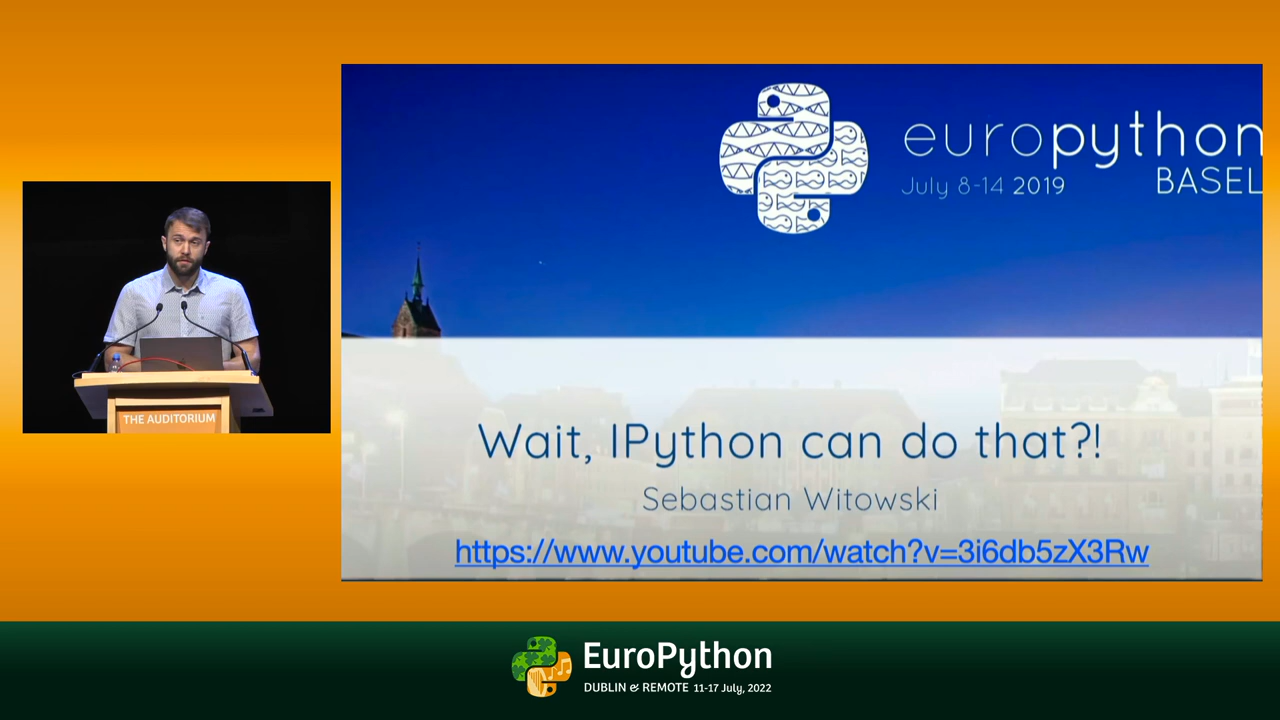 THE AUDITORIUM
europython
July 8-14 2019 BASEL
Wait, IPython can do that?!
Sebastian Witowski
https://www.youtube.com/watch?v=3i6db5zX3Rw
EuroPython
DUBLIN & REMOTE 11-17 July, 2022